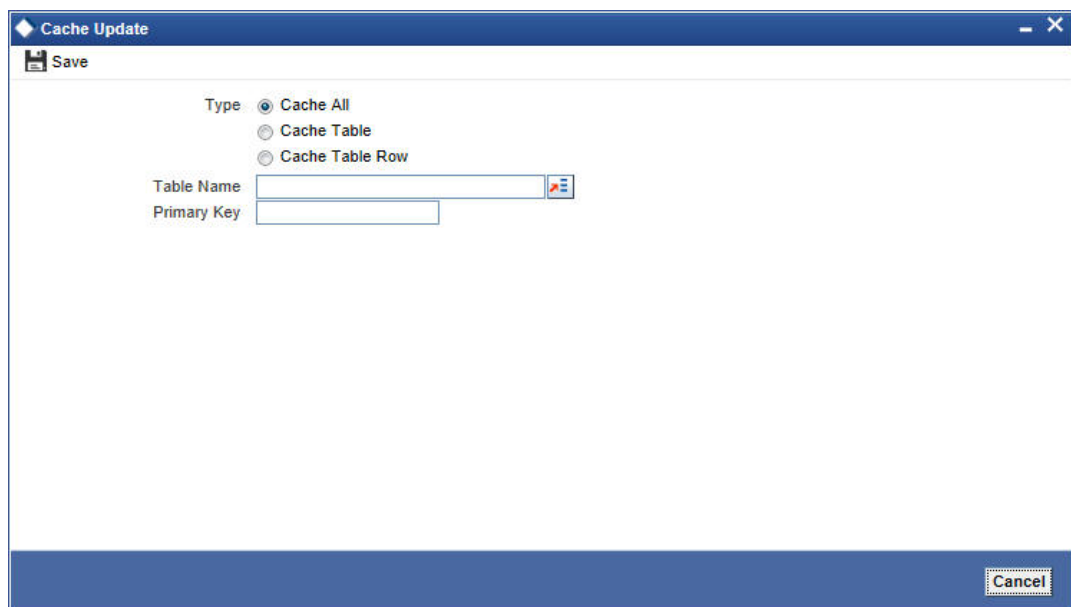 Cache Update
Save
Type Cache All
Cache Table
Cache Table Row
Table Name
Primary Key
Cancel